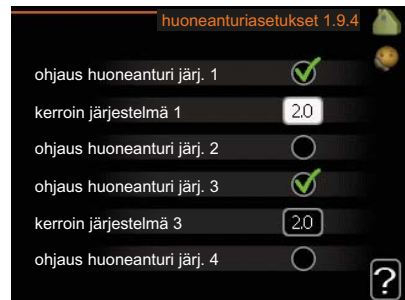 huoneanturiasetukset 1.9.4
ohjaus huoneanturi järj. 1
kerroin järjestelmä 1 2.0
ohjaus huoneanturi järj. 2
ohjaus huoneanturi järj. 3
kerroin järjestelmä 3 2.0
ohjaus huoneanturi järj. 4
?